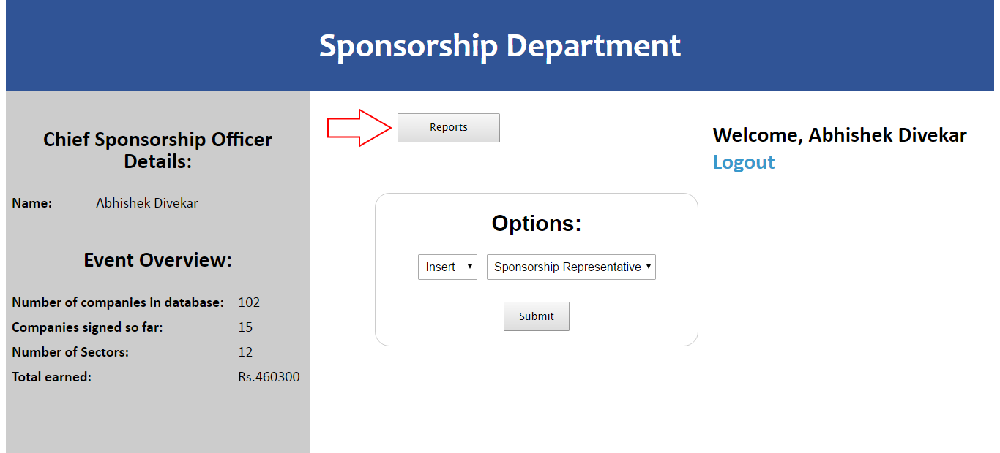 Sponsorship Department
Chief Sponsorship Officer
Details:
Name: Abhishek Divekar
Event Overview:
Number of companies in database: 102
Companies signed so far: 15
Number of Sectors: 12
Total earned: Rs.460300
Reports
Options:
Insert Sponsorship Representative
Submit
Welcome, Abhishek Divekar
Logout